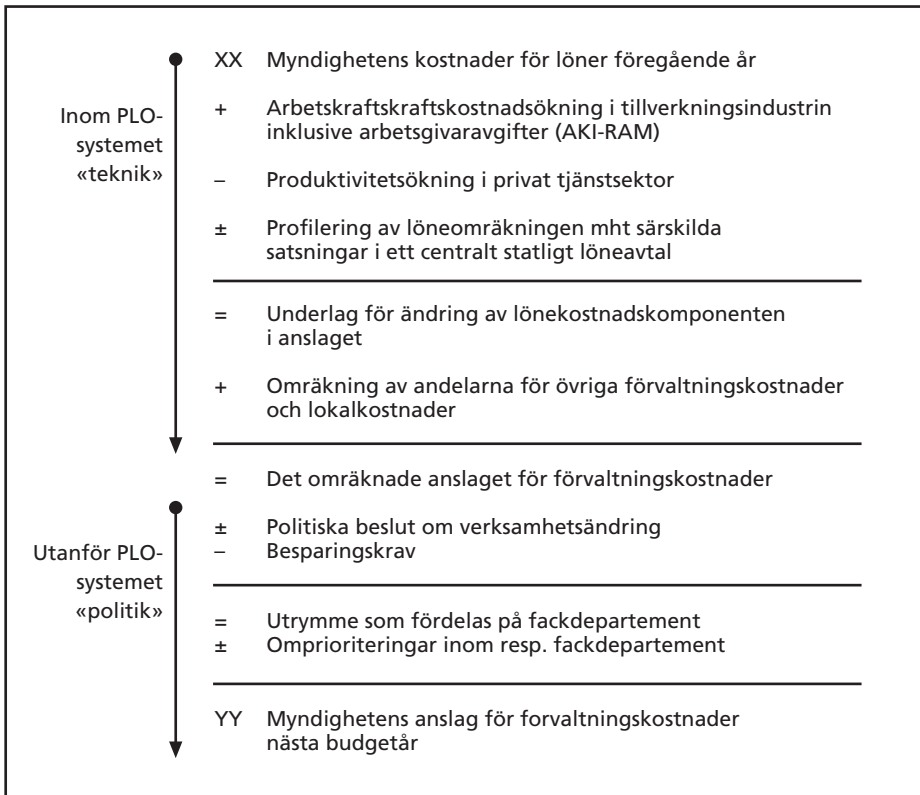 Inom PLO-
systemet
«teknik»
XX Myndighetens kostnader för löner föregående år
+ Arbetskraftskraftskostnadsökning i tillverkningsindustrin
inklusive arbetsgivaravgifter (AKI-RAM)
– Produktivitetsökning i privat tjänstsektor
± Profilering av löneomräkningen mht särskilda
satsningar i ett centralt statligt löneavtal
= Underlag för ändring av lönekostnadskomponenten
i anslaget
+ Omräkning av andelarna för övriga förvaltningskostnader
och lokalkostnader
= Det omräknade anslaget för förvaltningskostnader
Utanför PLO-
systemet
«politik»
± Politiska beslut om verksamhetsändring
– Besparingskrav
= Utrymme som fördelas på fackdepartement
± Omprioriteringar inom resp. fackdepartement
YY Myndighetens anslag för forvaltningskostnader
nästa budgetår